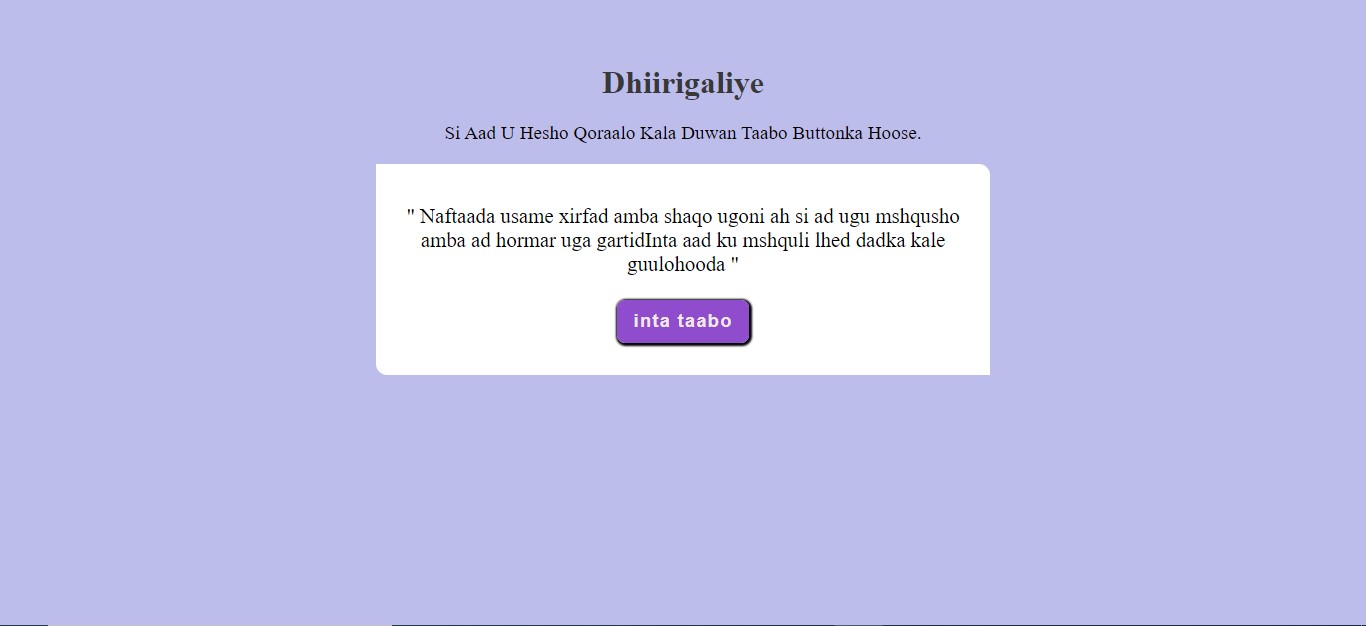 Dhiirigaliye
Si Aad U Hesho Qoraalo Kala Duwan Taabo Buttonka Hoose.
" Naftaada usame xirfad amba shaqo ugoni ah si ad ugu mshqusho
amba ad hormar uga gartidInta aad ku mshquli lhed dadka kale
guulohooda "
inta taabo